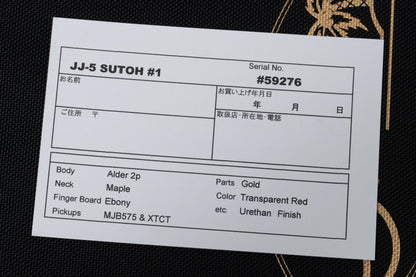 JJ-5 SUTOH #1
Serial No.
#59276
お名前
お買い上げ年月日
年 月 日
ご住所 〒
取扱店・所在地・電話
Body Alder 2p
Neck Maple
Finger Board Ebony
Pickups MJB575 & XTCT
Parts Gold
Color Transparent Red
etc Urethan Finish